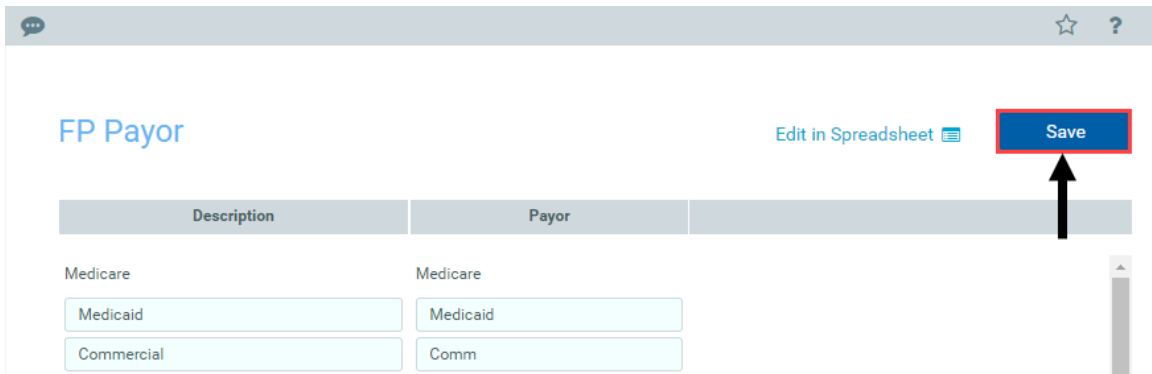 ?
FP Payor
Edit in Spreadsheet
Save
Description Payor
Medicare Medicare
Medicaid Medicaid
Commercial Comm